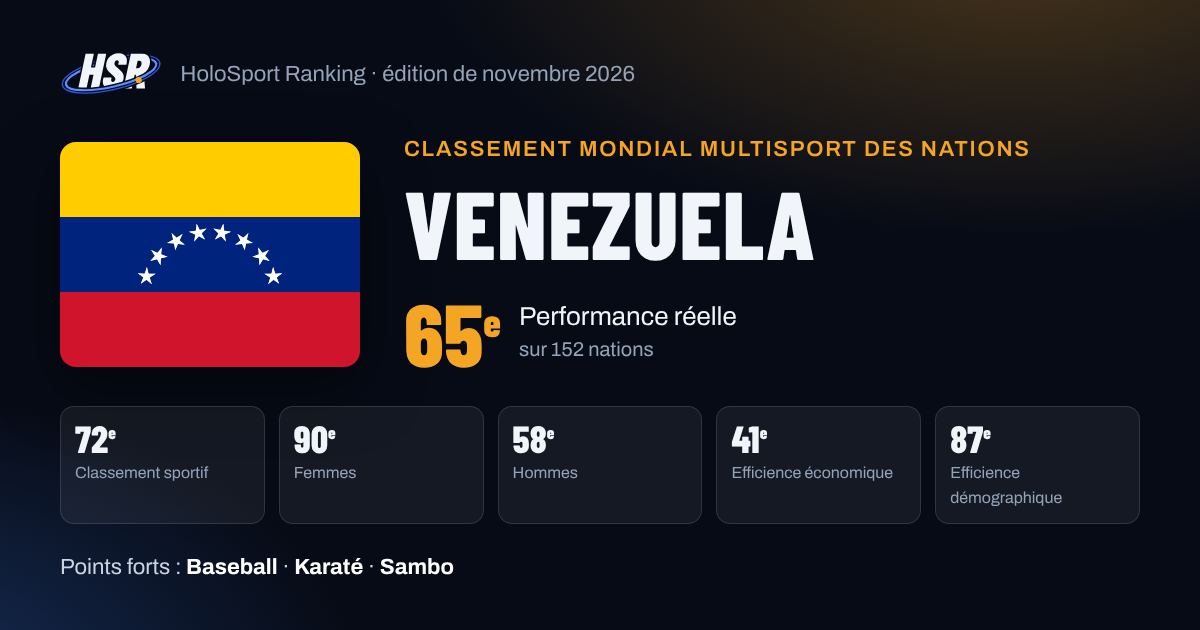 HSR
HoloSport Ranking · édition de novembre 2026
CLASSEMENT MONDIAL MULTISPORT DES NATIONS
VENEZUELA
65e
Performance réelle
sur 152 nations
72e
Classement sportif
90e
Femmes
58e
Hommes
41e
Efficience économique
87e
Efficience
démographique
Points forts : Baseball · Karaté · Sambo